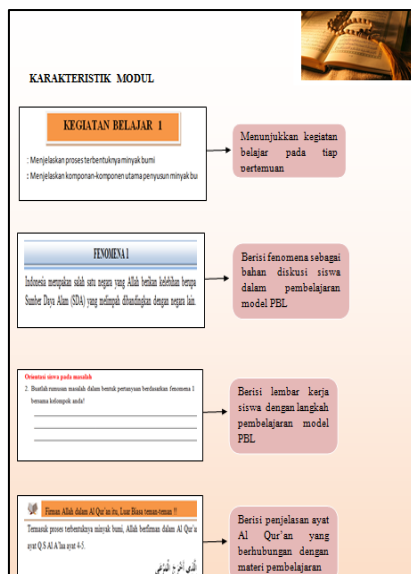 KARAKTERISTIK MODUL
KEGIATAN BELAJAR 1
: Menjelaskan proses terbentuknya minyak bumi
: Menjelaskan komponan-komponen utama penyusun minyak bu
Menunjukkan kegiatan
belajar pada tiap
pertemuan
FENOMENA 1
Indonesia merupakan salah satu negara yang Allah berikan kelebihan berupa
Sumber Daya Alam (SDA) yang melimpah dibandingkan dengan negara lain.
Berisi fenomena sebagai
bahan diskusi siswa
dalam pembelajaran
model PBL
Orientasi siswa pada masalah
2. Buatlah rumusan masalah dalam bentuk pertanyaan berdasarkan fenomena 1
bersama kelompok anda!
Berisi lembar kerja
siswa dengan langkah
pembelajaran model
PBL
Firman Allah dalam Al-Qur'an itu, Luar Biasa teman-teman !!
Termasuk proses terbentuknya minyak bumi, Allah berfirman dalam Al Qur'a
ayat Q.S Al A'laa ayat 4-5.
الَّذِي أَخْرَجَ الْمَرْعَى
Berisi penjelasan ayat
Al Qur'an yang
berhubungan dengan
materi pembelajaran